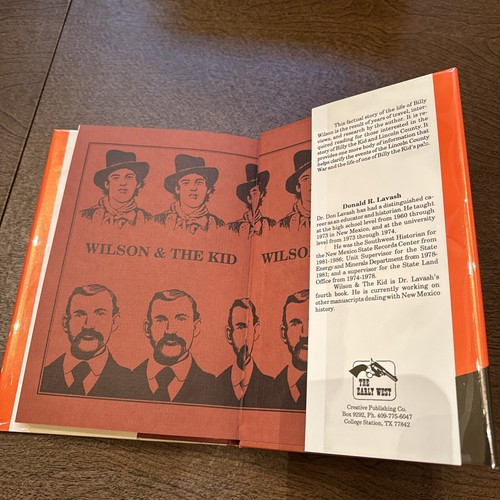 WILSON & THE KID
WILSO
This factual story of the life of Billy
Wilson is the result of years of travel, inter-
views, and research by the author. It is re-
quired reading for those interested in the
story of Billy the Kid and Lincoln County. It
provides one more body of information that
helps clarify the events of the Lincoln County
War and the life of one of Billy the Kid's pals.
Donald R. Lavash
Dr. Don Lavash has had a distinguished ca-
reer as an educator and historian. He taught
at the high school level from 1960 through
1973 in New Mexico, and at the university
level from 1973 through 1974.
He was the Southwest Historian for
the New Mexico State Records Center from
1981-1986; Unit Supervisor for the State
Energy and Minerals Department from 1978-
1981; and a supervisor for the State Land
Office from 1974-1978.
Wilson & The Kid is Dr. Lavash's
fourth book. He is currently working on
other manuscripts dealing with New Mexico
history.
THE
EARLY WEST
Creative Publishing Co.
Box 9292, Ph. 409-775-6047
College Station, TX 77842